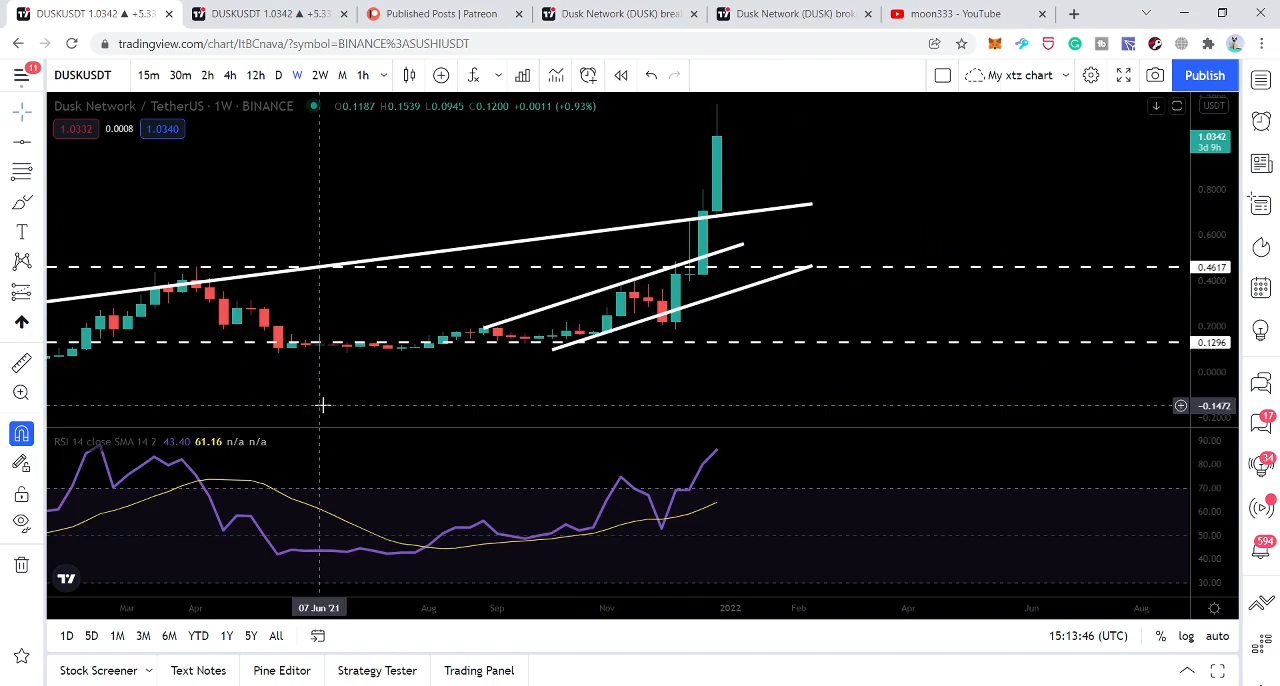 DUSKUSDT 1.0342 ▲ +5.33
DUSKUSDT 1.0342 ▲ +5.33
Published Posts | Patreon
Dusk Network (DUSK) breal
Dusk Network (DUSK) brok
moon333 - YouTube
tradingview.com/chart/ItBCnava/?symbol=BINANCE%3ASUSHIUSDT
11
DUSKUSDT
15m 30m 2h 4h 12h D W 2W M 1h
My xtz chart
Publish
Dusk Network / TetherUS · 1W · BINANCE
O0.1187 H0.1539 L0.0945 C0.1200 +0.0011 (+0.93%)
USDT
1.0332 0.0008 1.0340
1.0342
3d 9h
0.8000
0.6000
0.4617
0.4000
0.2000
0.1296
0.0000
−0.1472
−0.2000
RSI 14 close SMA 14 2 43.40 61.16 n/a n/a
90.00
80.00
70.00
60.00
50.00
40.00
30.00
17
34
594
Mar Apr 07 Jun '21 Aug Sep Nov 2022 Feb Apr Jun Aug
1D 5D 1M 3M 6M YTD 1Y 5Y All
15:13:46 (UTC) % log auto
Stock Screener Text Notes Pine Editor Strategy Tester Trading Panel